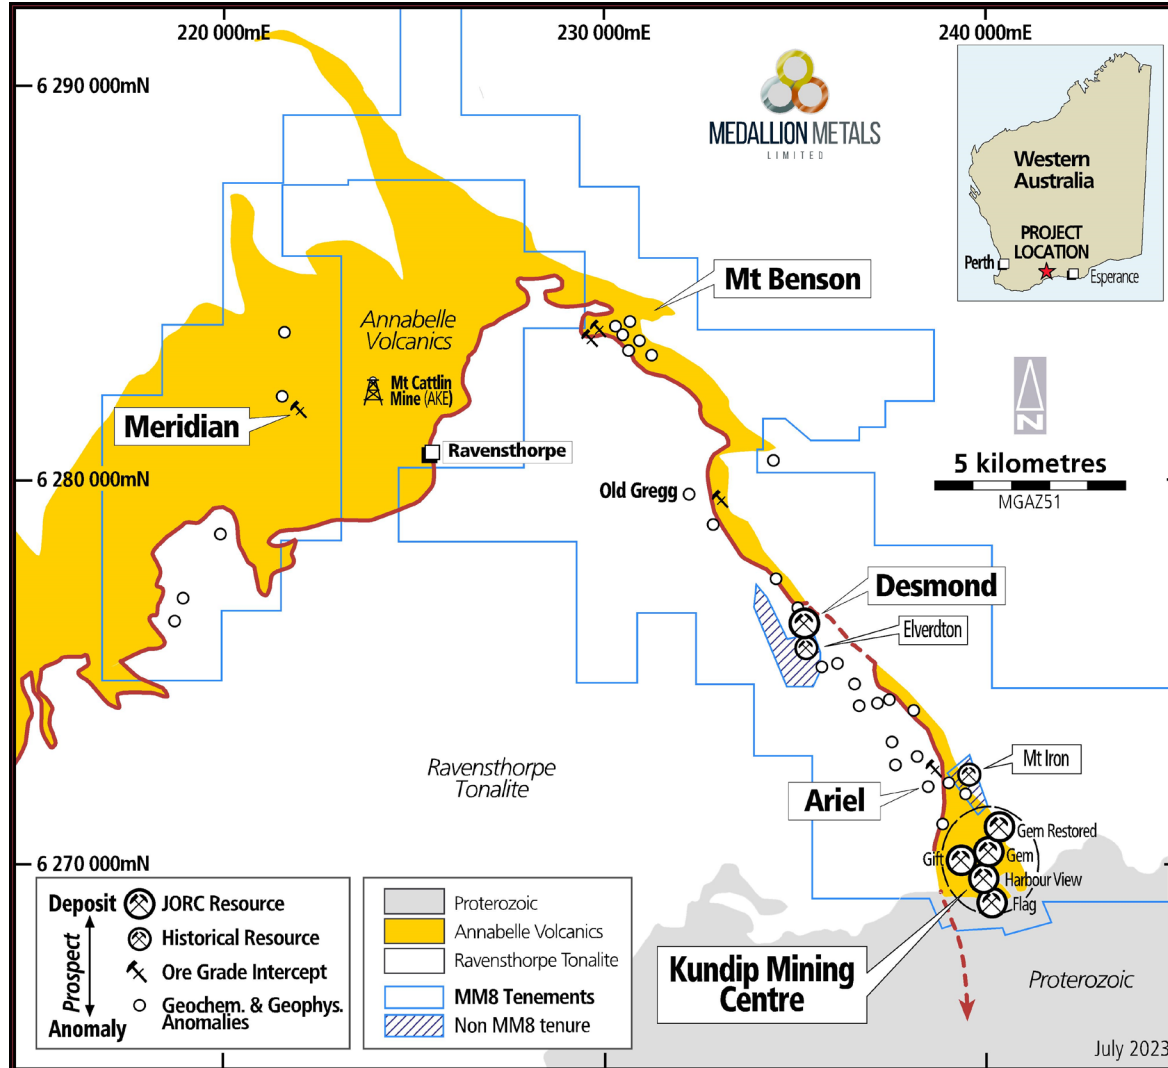 220 000mE
230 000mE
240 000mE
6 290 000mN
MEDALLION METALS
LIMITED
Western
Australia
PROJECT
LOCATION
Perth
Esperance
Mt Benson
Annabelle
Volcanics
Mt Cattlin
Mine (AKE)
Meridian
N
Ravensthorpe
5 kilometres
MGAZ51
6 280 000mN
Old Gregg
Desmond
Elverdton
Ravensthorpe
Tonalite
Mt Iron
Ariel
Gem Restored
Gift
Gem
6 270 000mN
Harbour View
Flag
Kundip Mining
Centre
Proterozoic
Deposit
JORC Resource
Historical Resource
Prospect
Ore Grade Intercept
Geochem. & Geophys.
Anomalies
Anomaly
Proterozoic
Annabelle Volcanics
Ravensthorpe Tonalite
MM8 Tenements
Non MM8 tenure
July 2023